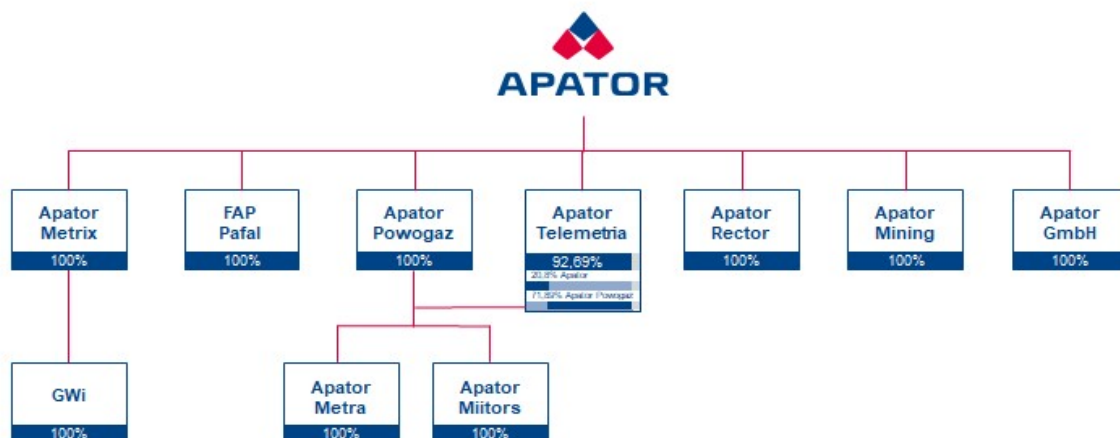 APATOR
Apator
Metrix
100%
FAP
Pafal
100%
Apator
Powogaz
100%
Apator
Telemetria
92,69%
20,8% Apator
71,89% Apator Powogaz
Apator
Rector
100%
Apator
Mining
100%
Apator
GmbH
100%
GWi
100%
Apator
Metra
100%
Apator
Miitors
100%